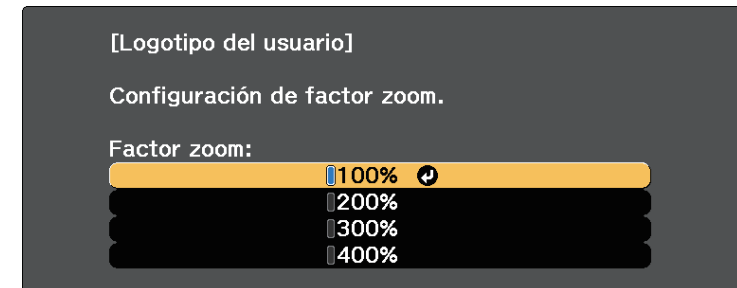 [Logotipo del usuario]
Configuración de factor zoom.
Factor zoom:
100%
200%
300%
400%